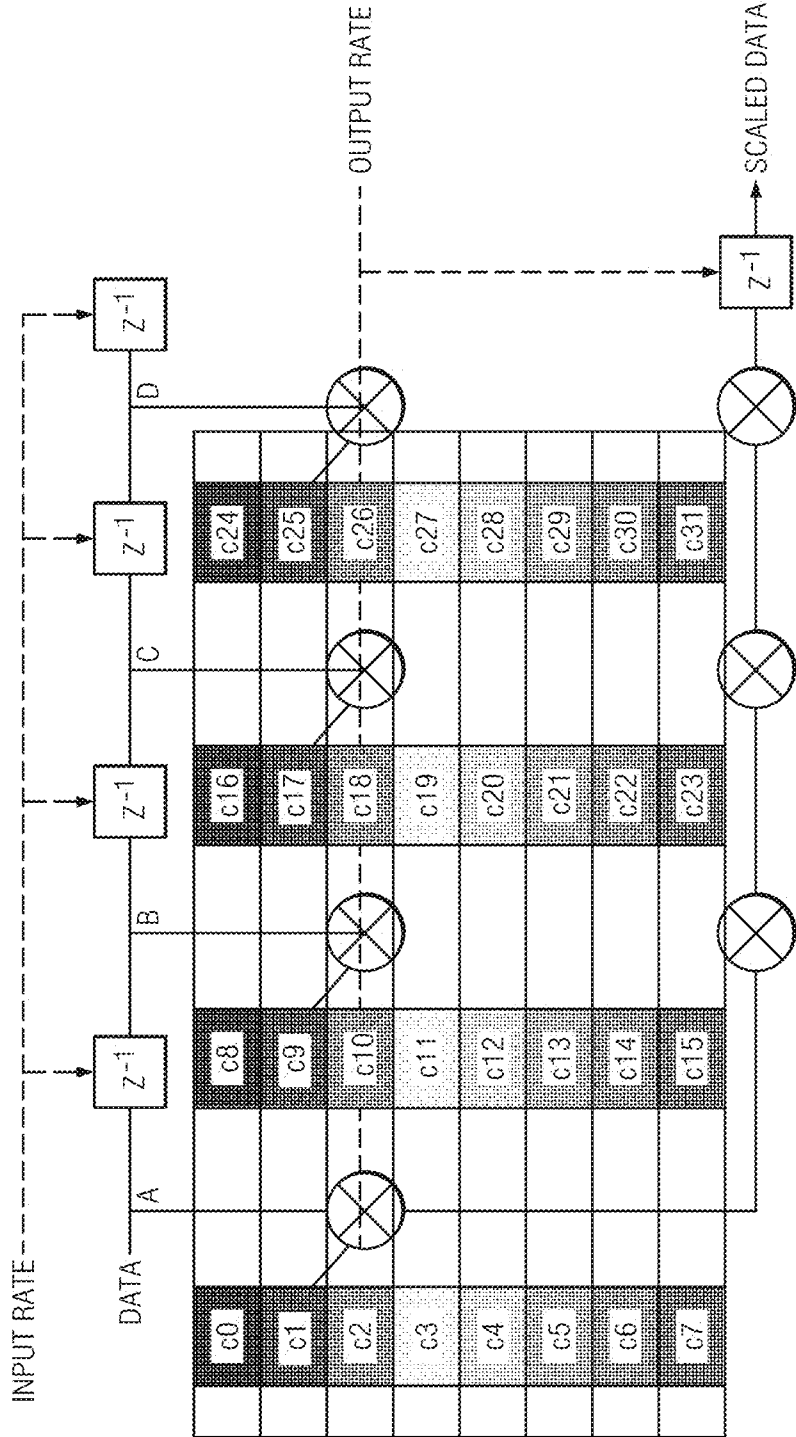 INPUT RATE
DATA
A
B
C
D
z⁻¹
z⁻¹
z⁻¹
z⁻¹
c0
c1
c2
c3
c4
c5
c6
c7
c8
c9
c10
c11
c12
c13
c14
c15
c16
c17
c18
c19
c20
c21
c22
c23
c24
c25
c26
c27
c28
c29
c30
c31
OUTPUT RATE
z⁻¹
SCALED DATA